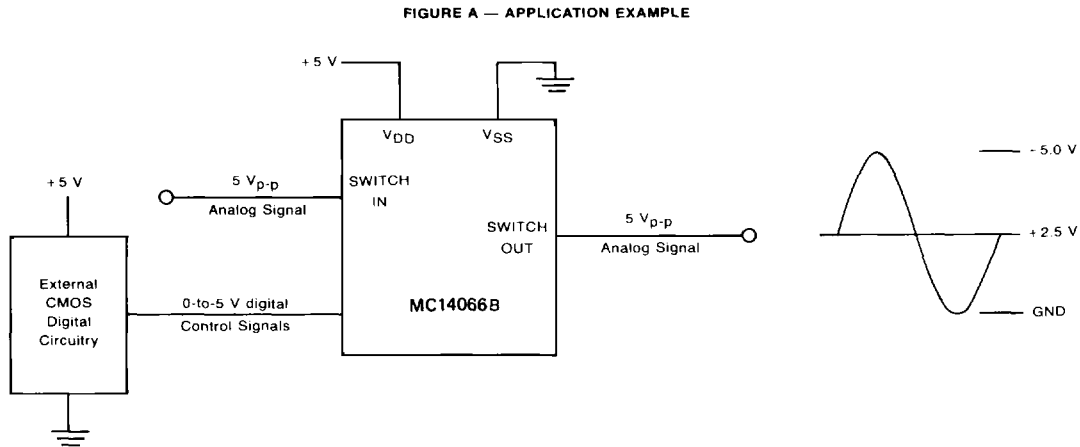 FIGURE A — APPLICATION EXAMPLE
+5 V
VDD
VSS
+5 V
5 Vp-p
Analog Signal
SWITCH
IN
SWITCH
OUT
5 Vp-p
Analog Signal
External
CMOS
Digital
Circuitry
0-to-5 V digital
Control Signals
MC14066B
- 5.0 V
+2.5 V
GND